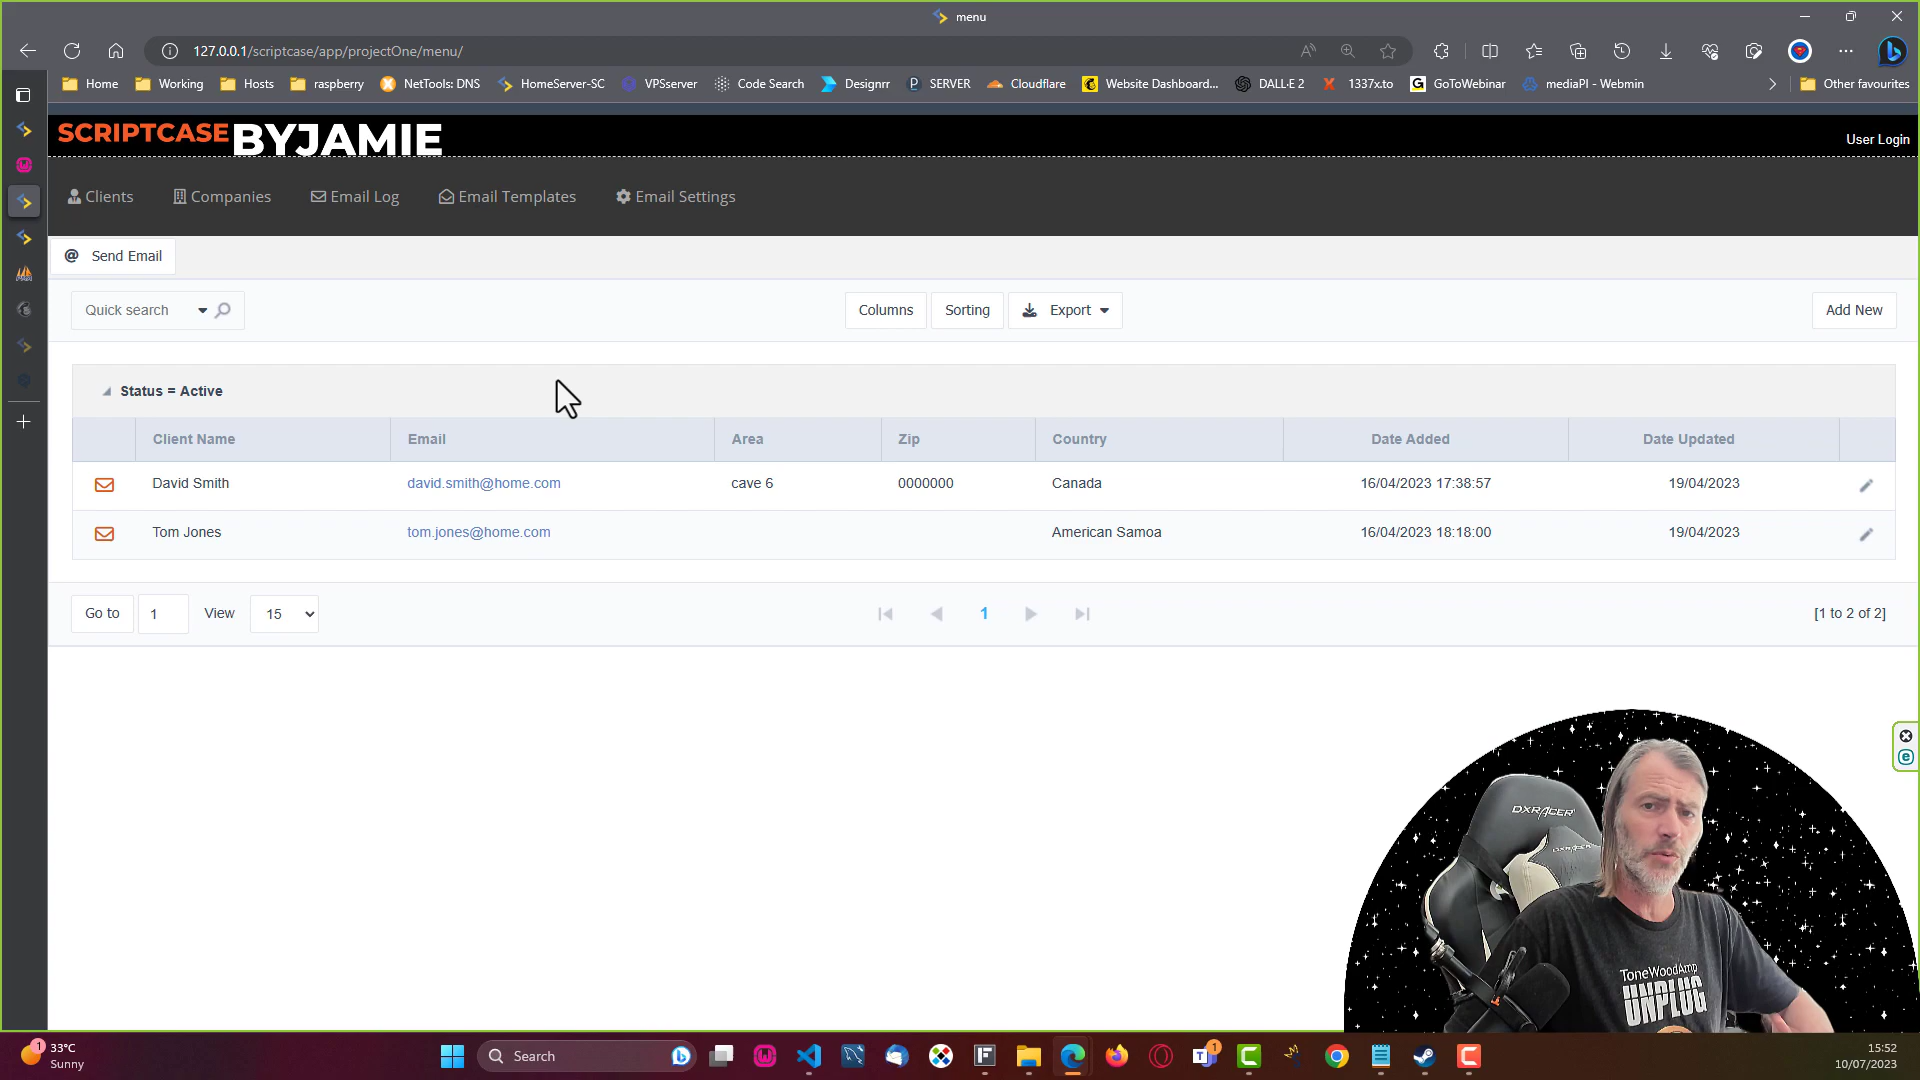 menu
127.0.0.1/scriptcase/app/projectOne/menu/
Home Working Hosts raspberry NetTools: DNS HomeServer-SC VPSserver Code Search Designrr SERVER Cloudflare Website Dashboard... DALL·E 2 1337x.to GoToWebinar mediaPI - Webmin Other favourites
SCRIPTCASE BYJAMIE
User Login
Clients Companies Email Log Email Templates Email Settings
@ Send Email
Quick search Columns Sorting Export Add New
Status = Active
Client Name Email Area Zip Country Date Added Date Updated
David Smith david.smith@home.com cave 6 0000000 Canada 16/04/2023 17:38:57 19/04/2023
Tom Jones tom.jones@home.com American Samoa 16/04/2023 18:18:00 19/04/2023
Go to 1 View 15 1 [1 to 2 of 2]
DXRACER
DXRACER
ToneWoodAmp
UNPLUG
1 33°C
Sunny
Search
1
15:52
10/07/2023